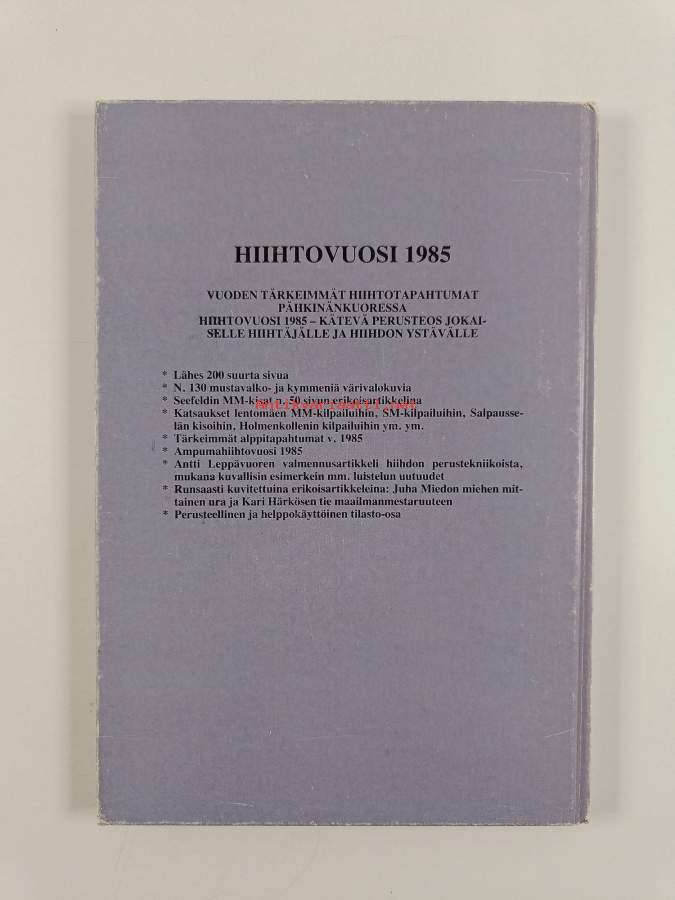 HIIHTOVUOSI 1985
VUODEN TÄRKEIMMÄT HIIHTOTAPAHTUMAT
PÄHKINÄNKUORESSA
HIIHTOVUOSI 1985 – KÄTEVÄ PERUSTEOS JOKAI-
SELLE HIIHTÄJÄLLE JA HIIHDON YSTÄVÄLLE
* Lähes 200 suurta sivua
* N. 130 mustavalko- ja kymmeniä värivalokuvia
* Seefeldin MM-kisat n. 50 sivun erikoisartikkelina
antikvariaatti.net
* Katsaukset lentomäen MM-kilpailuihin, SM-kilpailuihin, Salpausse-
län kisoihin, Holmenkollenin kilpailuihin ym. ym.
* Tärkeimmät alppitapahtumat v. 1985
* Ampumahiihtovuosi 1985
* Antti Leppävuoren valmennusartikkeli hiihdon perustekniikoista,
mukana kuvallisin esimerkein mm. luistelun uutuudet
* Runsaasti kuvitettuina erikoisartikkeleina: Juha Miedon miehen mit-
tainen ura ja Kari Härkösen tie maailmanmestaruuteen
* Perusteellinen ja helppokäyttöinen tilasto-osa